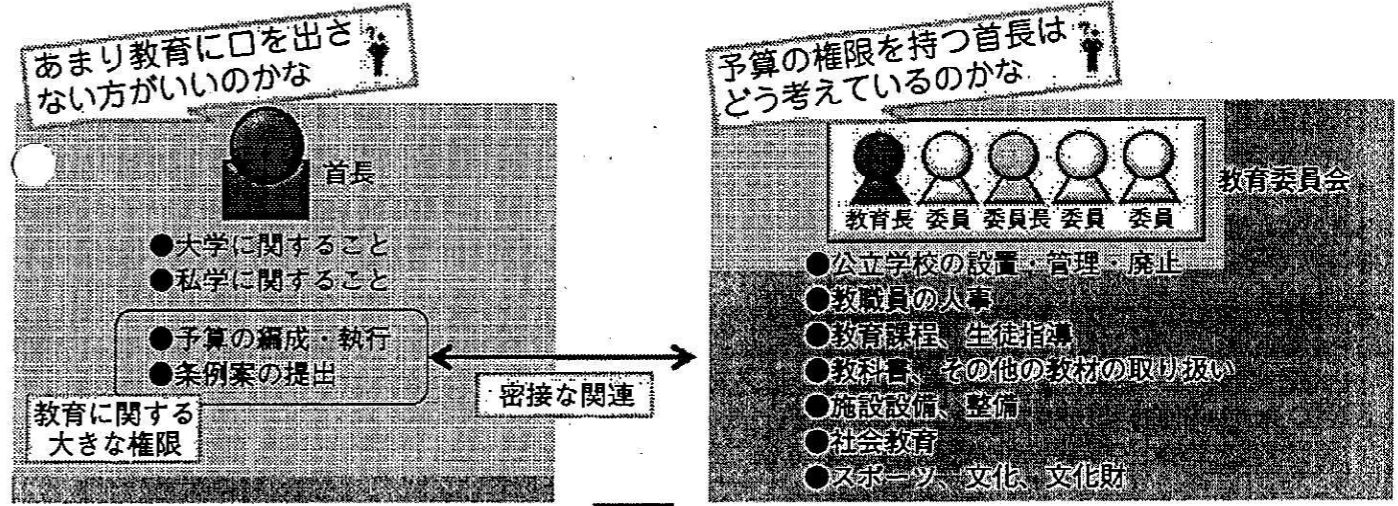 あまり教育に口を出さ
ない方がいいのかな
首長
●大学に関すること
●私学に関すること
●予算の編成・執行
●条例案の提出
教育に関する
大きな権限
密接な関連
予算の権限を持つ首長は
どう考えているのかな
教育長 委員 委員長 委員 委員
教育委員会
●公立学校の設置・管理・廃止
●教職員の人事
●教育課程、生徒指導
●教科書、その他の教材の取り扱い
●施設設備、整備
●社会教育
●スポーツ、文化、文化財